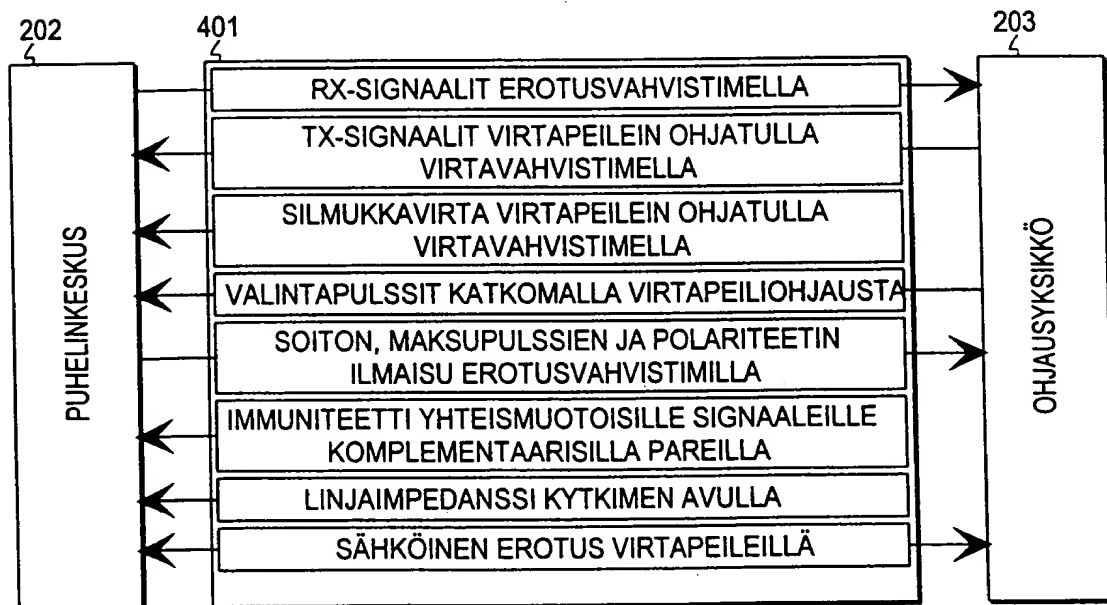 202
401
203
PUHELINKESKUS
RX-SIGNAALIT EROTUSVAHVISTIMELLA
TX-SIGNAALIT VIRTAPEILEIN OHJATULLA
VIRTAVAHVISTIMELLA
SILMUKKAVIRTA VIRTAPEILEIN OHJATULLA
VIRTAVAHVISTIMELLA
VALINTAPULSSIT KATKOMALLA VIRTAPEILIOHJAUSTA
SOITON, MAKSUPULSSIEN JA POLARITEETIN
ILMAISU EROTUSVAHVISTIMILLA
IMMUNITEETTI YHTEISMUOTOISILLE SIGNAALEILLE
KOMPLEMENTAARISILLA PAREILLA
LINJAIMPEDANSSI KYTKIMEN AVULLA
SÄHKÖINEN EROTUS VIRTAPEILEILLÄ
OHJAUSYKSIKKÖ